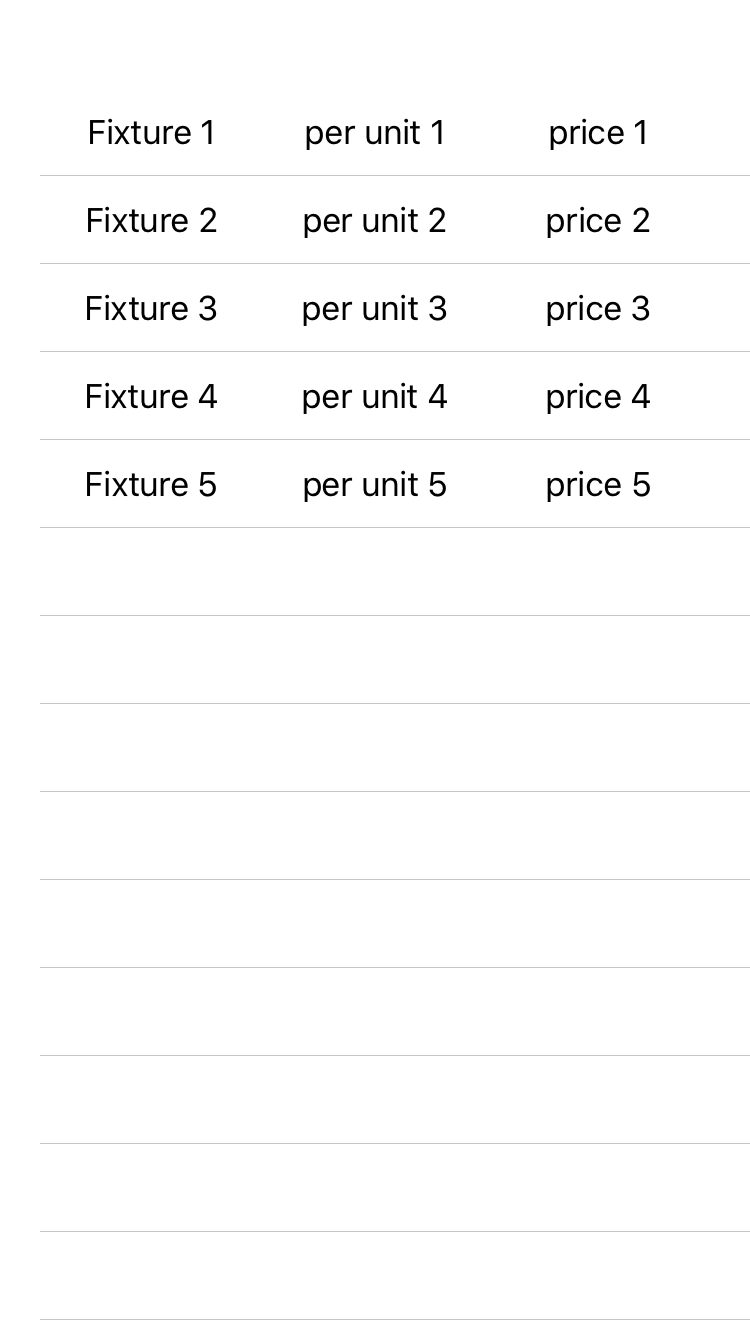 Fixture 1 per unit 1 price 1
Fixture 2 per unit 2 price 2
Fixture 3 per unit 3 price 3
Fixture 4 per unit 4 price 4
Fixture 5 per unit 5 price 5